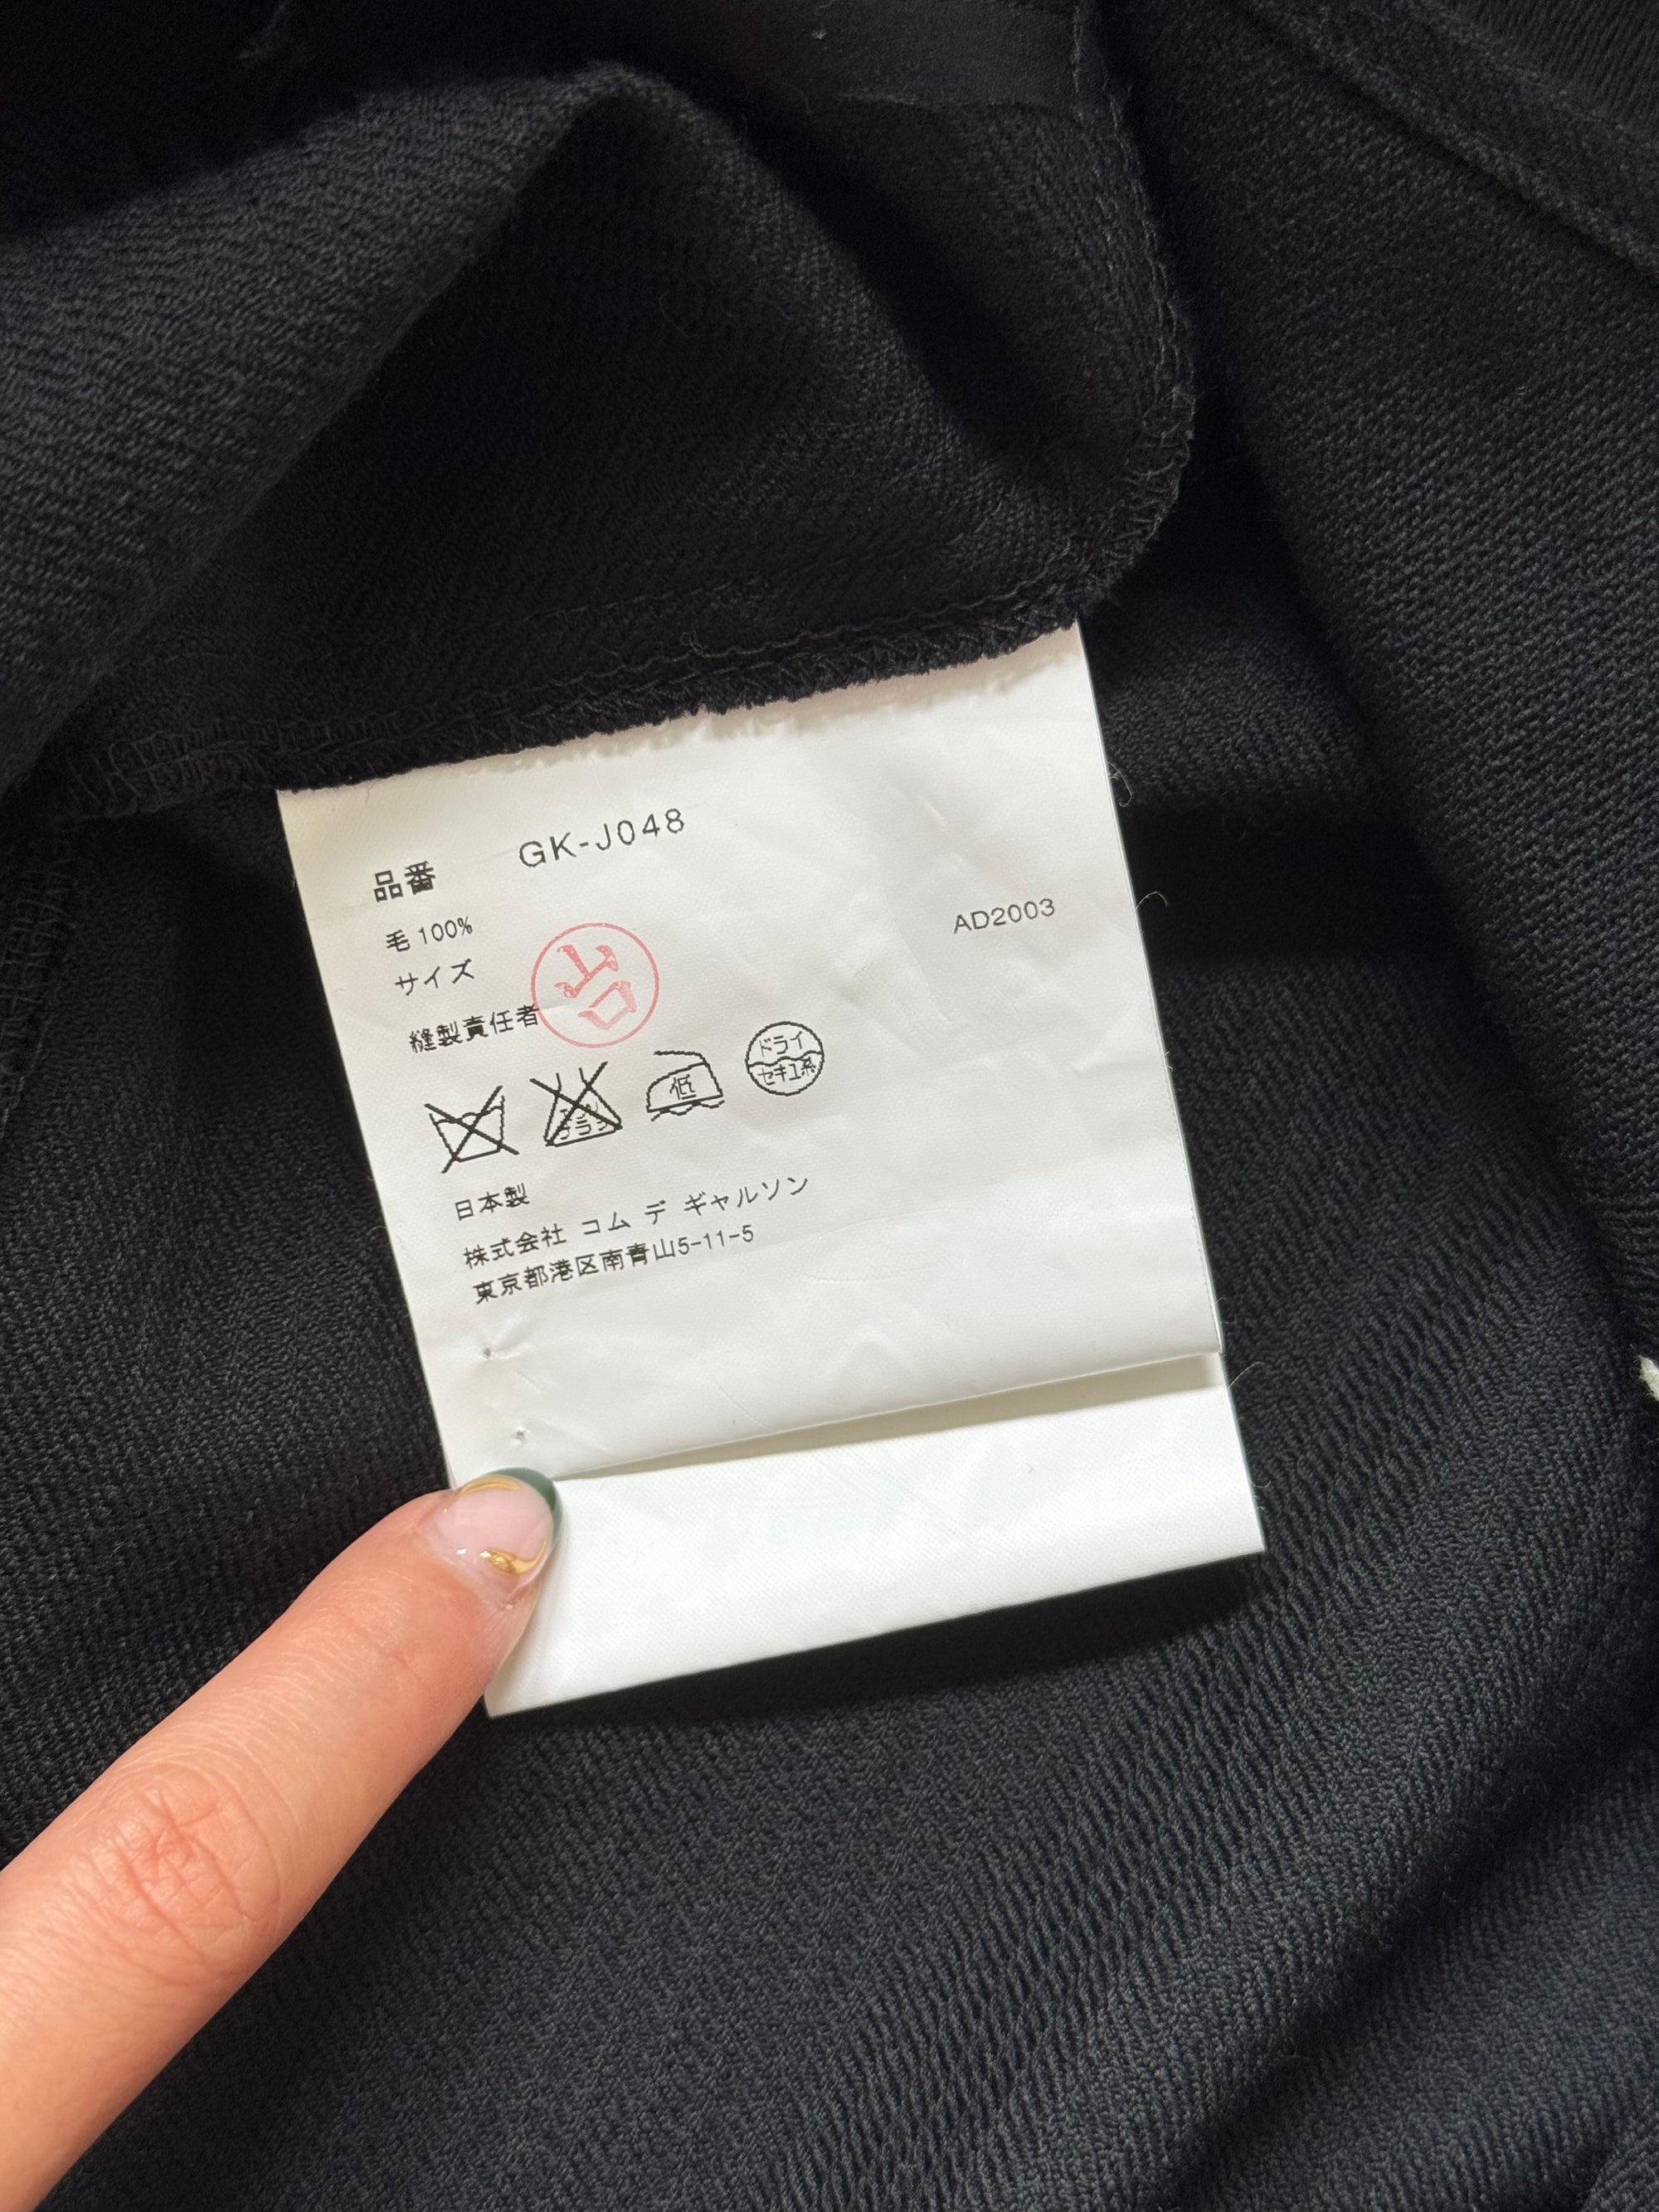 品番 GK-J048
毛 100%
AD2003
サイズ
縫製責任者
山口
低
ドライ
セキユ系
日本製
株式会社 コム デ ギャルソン
東京都港区南青山5-11-5